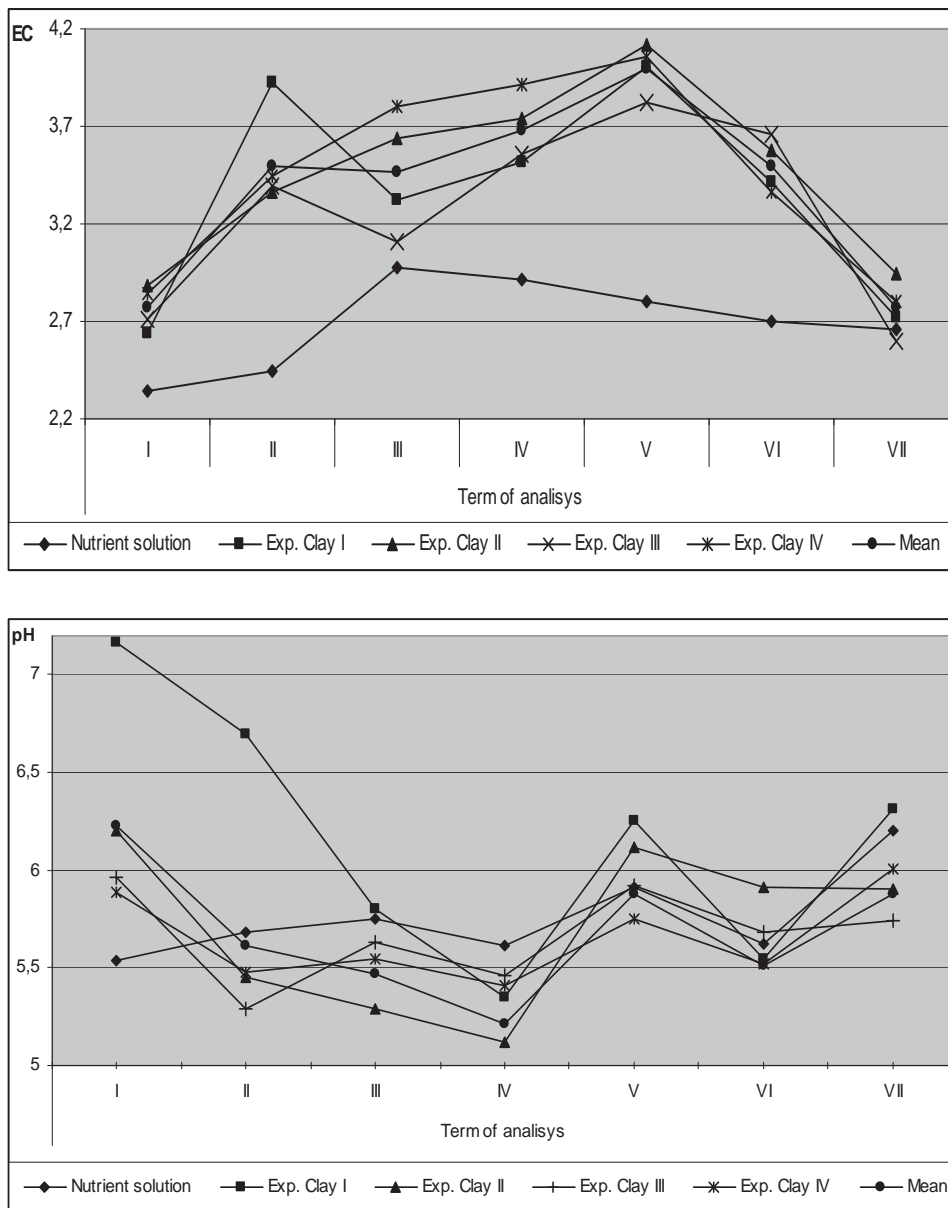 EC
4,2
3,7
3,2
2,7
2,2
I II III IV V VI VII
Term of analisys
Nutrient solution Exp. Clay I Exp. Clay II Exp. Clay III Exp. Clay IV Mean
pH
7
6,5
6
5,5
5
I II III IV V VI VII
Term of analisys
Nutrient solution Exp. Clay I Exp. Clay II Exp. Clay III Exp. Clay IV Mean